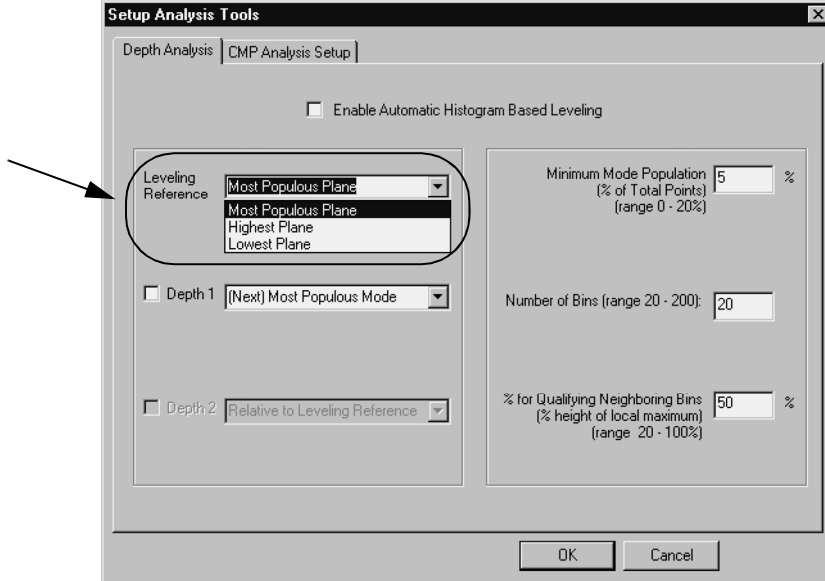 Setup Analysis Tools
Depth Analysis
CMP Analysis Setup
Enable Automatic Histogram Based Leveling
Leveling
Reference
Most Populous Plane
Most Populous Plane
Highest Plane
Lowest Plane
Depth 1
(Next) Most Populous Mode
Depth 2
Relative to Leveling Reference
Minimum Mode Population
(% of Total Points)
(range 0 - 20%)
5
%
Number of Bins (range 20 - 200):
20
% for Qualifying Neighboring Bins
(% height of local maximum)
(range 20 - 100%)
50
%
OK
Cancel